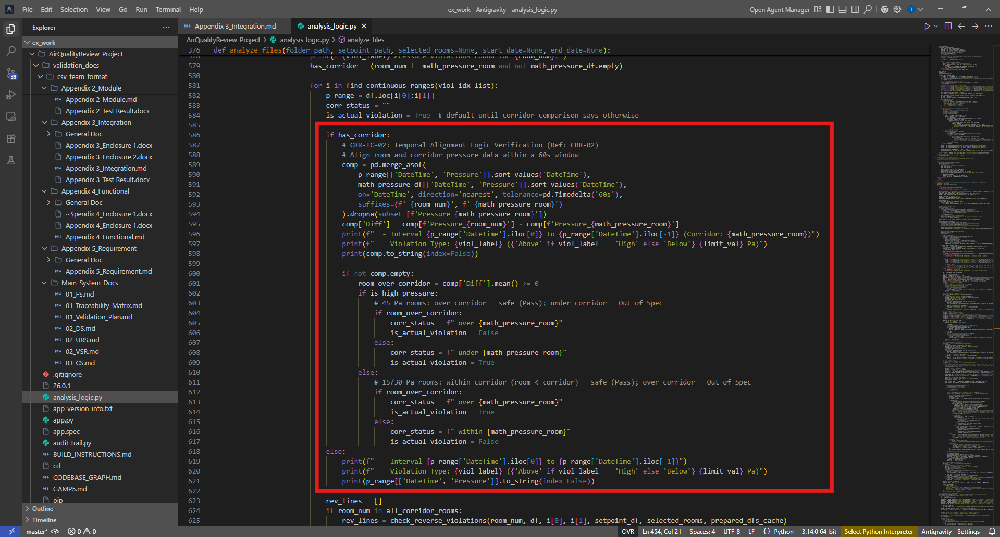 File Edit Selection View Go Run Terminal Help
ex_work - Antigravity - analysis_logic.py
Open Agent Manager
T
Explorer
ex_work
AirQualityReview_Project
validation_docs
csv_team_format
Appendix 2_Module
Appendix 2_Module.md
Appendix 2_Test Result.docx
Appendix 3_Integration
General Doc
Appendix 3_Enclosure 1.docx
Appendix 3_Enclosure 2.docx
Appendix 3_Integration.md
Appendix 3_Test Result.docx
Appendix 4_Functional
General Doc
~$pendix 4_Enclosure 1.docx
Appendix 4_Enclosure 1.docx
Appendix 4_Functional.md
Appendix 5_Requirement
General Doc
Appendix 5_Requirement.md
Main_System_Docs
01_FS.md
01_Traceability_Matrix.md
01_Validation_Plan.md
02_DS.md
02_URS.md
02_VSR.md
03_CS.md
.gitignore
26.0.1
analysis_logic.py
app_version_info.txt
app.py
app.spec
audit_trail.py
BUILD_INSTRUCTIONS.md
cd
CODEBASE_GRAPH.md
GAMP5.md
pip
Outline
Timeline
39
Appendix 3_Integration.md
analysis_logic.py
AirQualityReview_Project > analysis_logic.py > analyze_files
376 def analyze_files(folder_path, setpoint_path, selected_rooms=None, start_date=None, end_date=None):
578 print(f"{viol_label} Pressure violations found for {room_num}:")
579 has_corridor = (room_num != math_pressure_room and not math_pressure_df.empty)
580
581 for i in find_continuous_ranges(viol_idx_list):
582 p_range = df.loc[i[0]:i[1]]
583 corr_status = ""
584 is_actual_violation = True # default until corridor comparison says otherwise
585
586 if has_corridor:
587 # CRR-TC-02: Temporal Alignment Logic Verification (Ref: CRR-02)
588 # Align room and corridor pressure data within a 60s window
589 comp = pd.merge_asof(
590 p_range[['DateTime', 'Pressure']].sort_values('DateTime'),
591 math_pressure_df[['DateTime', 'Pressure']].sort_values('DateTime'),
592 on='DateTime', direction='nearest', tolerance=pd.Timedelta('60s'),
593 suffixes=(f'_{room_num}', f'_{math_pressure_room}')
594 ).dropna(subset=[f'Pressure_{math_pressure_room}'])
595 comp['Diff'] = comp[f'Pressure_{room_num}'] - comp[f'Pressure_{math_pressure_room}']
596 print(f"  - Interval {p_range['DateTime'].iloc[0]} to {p_range['DateTime'].iloc[-1]} (Corridor: {math_pressure_room})")
597 print(f"    Violation Type: {viol_label} ({'Above' if viol_label == 'High' else 'Below'} {limit_val} Pa)")
598 print(comp.to_string(index=False))
599
600 if not comp.empty:
601 room_over_corridor = comp['Diff'].mean() >= 0
602 if is_high_pressure:
603 # 45 Pa rooms: over corridor = safe (Pass); under corridor = Out of Spec
604 if room_over_corridor:
605 corr_status = f" over {math_pressure_room}"
606 is_actual_violation = False
607 else:
608 corr_status = f" under {math_pressure_room}"
609 is_actual_violation = True
610 else:
611 # 15/30 Pa rooms: within corridor (room < corridor) = safe (Pass); over corridor = Out of Spec
612 if room_over_corridor:
613 corr_status = f" over {math_pressure_room}"
614 is_actual_violation = True
615 else:
616 corr_status = f" within {math_pressure_room}"
617 is_actual_violation = False
618 else:
619 print(f"  - Interval {p_range['DateTime'].iloc[0]} to {p_range['DateTime'].iloc[-1]}")
620 print(f"    Violation Type: {viol_label} ({'Above' if viol_label == 'High' else 'Below'} {limit_val} Pa)")
621 print(p_range[['DateTime', 'Pressure']].to_string(index=False))
622
623 rev_lines = []
624 if room_num in all_corridor_rooms:
625 rev_lines = check_reverse_violations(room_num, df, i[0], i[1], setpoint_df, selected_rooms, prepared_dfs_cache)
master* 0 0
OVR Ln 454, Col 21 Spaces: 4 UTF-8 LF {} Python 3.14.0 64-bit Select Python Interpreter Antigravity - Settings